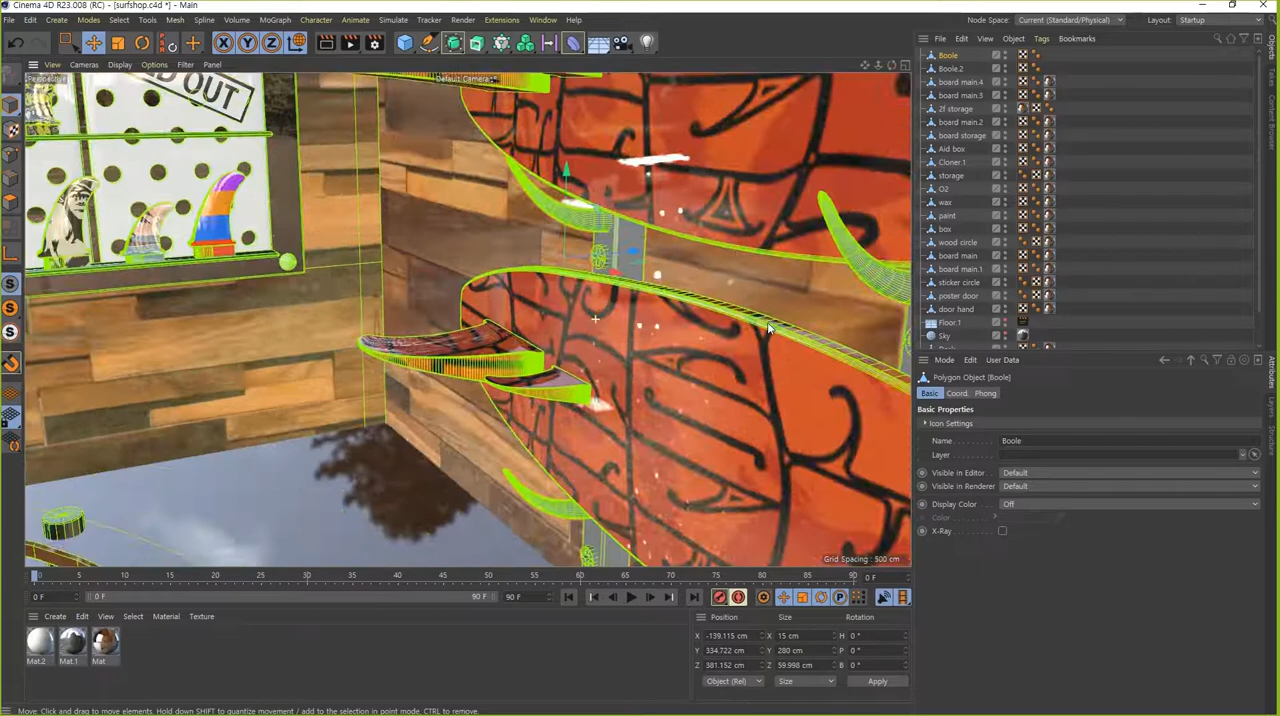 Cinema 4D R23.008 (RC) - [surfshop.c4d *] - Main
File Edit Create Modes Select Tools Mesh Spline Volume MoGraph Character Animate Simulate Tracker Render Extensions Window Help
Node Space: Current (Standard/Physical) Layout: Startup
View Cameras Display Options Filter Panel
Perspective
Default Camera
D OUT
Grid Spacing : 500 cm
File Edit View Object Tags Bookmarks
Boole
Boole.2
board main.4
board main.3
2f storage
board main.2
board storage
Aid box
Cloner.1
storage
O2
wax
paint
box
wood circle
board main
board main.1
sticker circle
poster door
door hand
Floor.1
Sky
Objects
Takes
Content Browser
Attributes
Layers
Structure
Mode Edit User Data
Polygon Object [Boole]
Basic Coord. Phong
Basic Properties
Icon Settings
Name Boole
Layer
Visible in Editor Default
Visible in Renderer Default
Display Color Off
Color
X-Ray
0 5 10 15 20 25 30 35 40 45 50 55 60 65 70 75 80 85 90 0 F
0 F 0 F 90 F 90 F
Create Edit View Select Material Texture
Mat.2 Mat.1 Mat
Position Size Rotation
X -139.115 cm X 15 cm H 0 °
Y 334.722 cm Y 280 cm P 0 °
Z 381.152 cm Z 59.998 cm B 0 °
Object (Rel) Size Apply
Move: Click and drag to move elements. Hold down SHIFT to quantize movement / add to the selection in point mode, CTRL to remove.